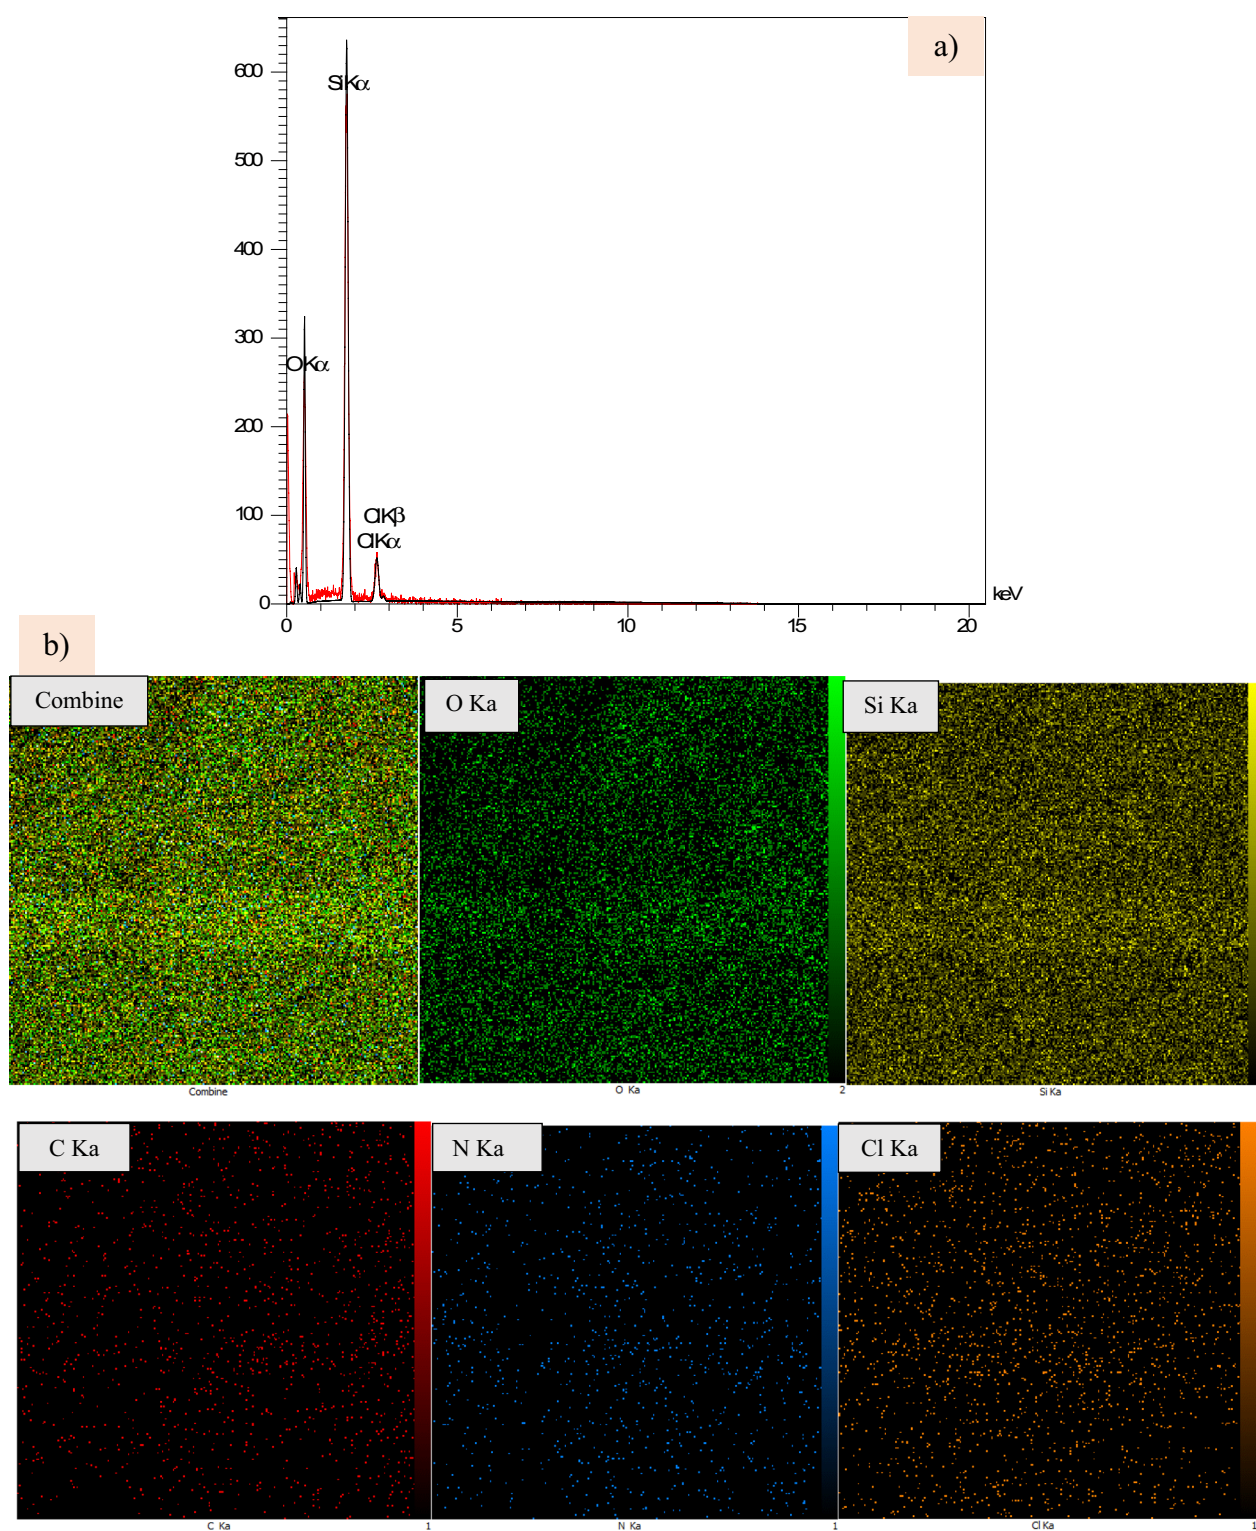 a)
600
SiKα
500
400
300
OKα
200
100
ClKβ
ClKα
0
keV
0 5 10 15 20
b)
Combine
O Ka
Si Ka
Combine
O Ka
2
Si Ka
C Ka
N Ka
Cl Ka
C Ka
1
N Ka
1
Cl Ka
1